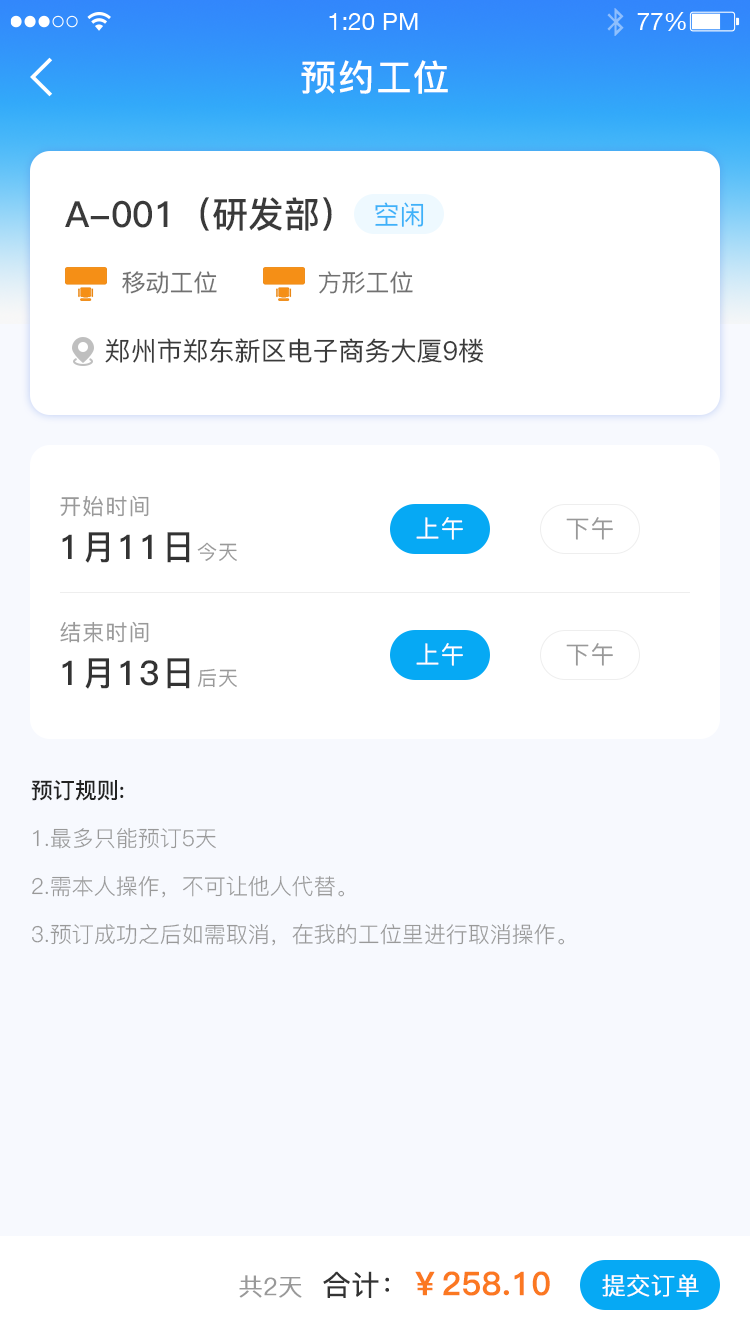 1:20 PM 77%
预约工位
A-001（研发部） 空闲
移动工位 方形工位
郑州市郑东新区电子商务大厦9楼
开始时间
1月11日今天 上午 下午
结束时间
1月13日后天 上午 下午
预订规则:
1.最多只能预订5天
2.需本人操作，不可让他人代替。
3.预订成功之后如需取消，在我的工位里进行取消操作。
共2天 合计： ¥258.10 提交订单